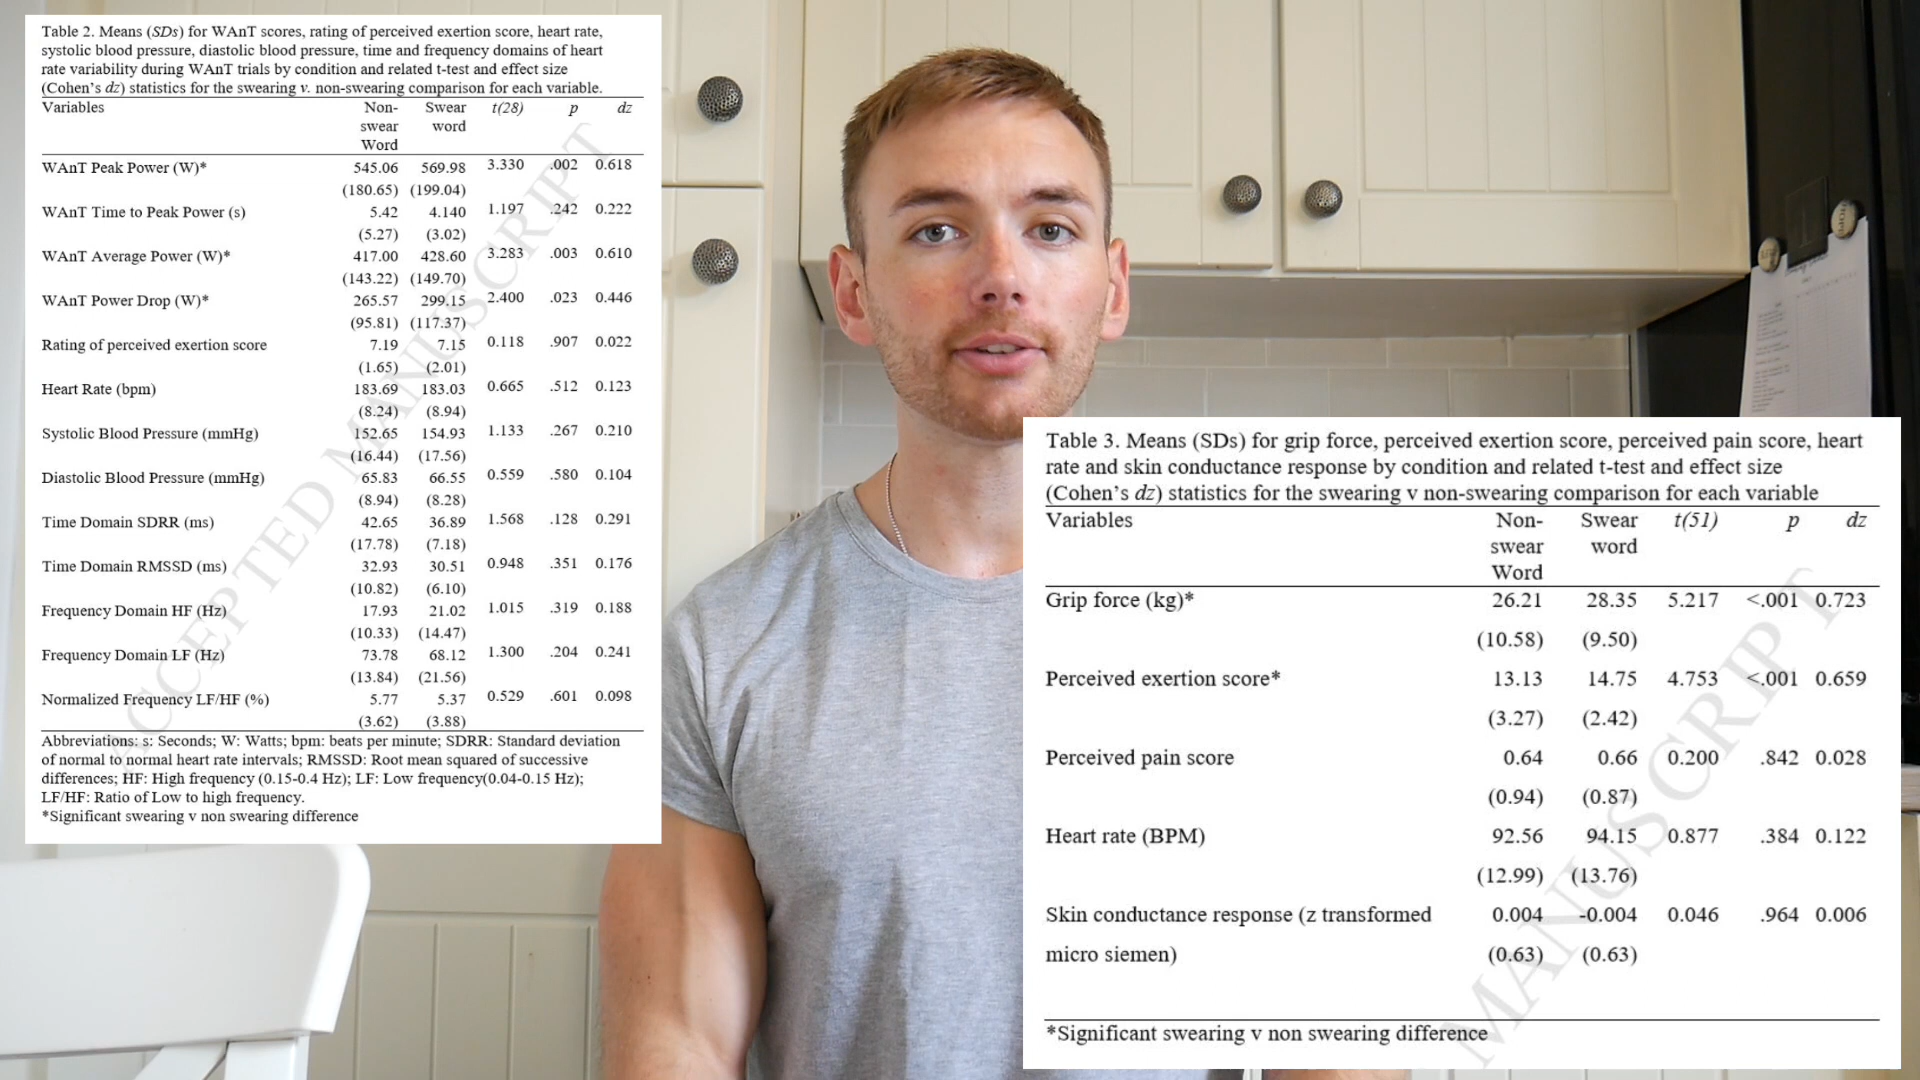 Table 2. Means (SDs) for WAnT scores, rating of perceived exertion score, heart rate,
systolic blood pressure, diastolic blood pressure, time and frequency domains of heart
rate variability during WAnT trials by condition and related t-test and effect size
(Cohen's dz) statistics for the swearing v. non-swearing comparison for each variable.
Variables Non-swear Word Swear word t(28) p dz
WAnT Peak Power (W)* 545.06 569.98 3.330 .002 0.618
(180.65) (199.04)
WAnT Time to Peak Power (s) 5.42 4.140 1.197 .242 0.222
(5.27) (3.02)
WAnT Average Power (W)* 417.00 428.60 3.283 .003 0.610
(143.22) (149.70)
WAnT Power Drop (W)* 265.57 299.15 2.400 .023 0.446
(95.81) (117.37)
Rating of perceived exertion score 7.19 7.15 0.118 .907 0.022
(1.65) (2.01)
Heart Rate (bpm) 183.69 183.03 0.665 .512 0.123
(8.24) (8.94)
Systolic Blood Pressure (mmHg) 152.65 154.93 1.133 .267 0.210
(16.44) (17.56)
Diastolic Blood Pressure (mmHg) 65.83 66.55 0.559 .580 0.104
(8.94) (8.28)
Time Domain SDRR (ms) 42.65 36.89 1.568 .128 0.291
(17.78) (7.18)
Time Domain RMSSD (ms) 32.93 30.51 0.948 .351 0.176
(10.82) (6.10)
Frequency Domain HF (Hz) 17.93 21.02 1.015 .319 0.188
(10.33) (14.47)
Frequency Domain LF (Hz) 73.78 68.12 1.300 .204 0.241
(13.84) (21.56)
Normalized Frequency LF/HF (%) 5.77 5.37 0.529 .601 0.098
(3.62) (3.88)
Abbreviations: s: Seconds; W: Watts; bpm: beats per minute; SDRR: Standard deviation
of normal to normal heart rate intervals; RMSSD: Root mean squared of successive
differences; HF: High frequency (0.15-0.4 Hz); LF: Low frequency(0.04-0.15 Hz);
LF/HF: Ratio of Low to high frequency.
*Significant swearing v non swearing difference
ACCEPTED MANUSCRIPT
Table 3. Means (SDs) for grip force, perceived exertion score, perceived pain score, heart
rate and skin conductance response by condition and related t-test and effect size
(Cohen's dz) statistics for the swearing v non-swearing comparison for each variable
Variables Non-swear Word Swear word t(51) p dz
Grip force (kg)* 26.21 28.35 5.217 <.001 0.723
(10.58) (9.50)
Perceived exertion score* 13.13 14.75 4.753 <.001 0.659
(3.27) (2.42)
Perceived pain score 0.64 0.66 0.200 .842 0.028
(0.94) (0.87)
Heart rate (BPM) 92.56 94.15 0.877 .384 0.122
(12.99) (13.76)
Skin conductance response (z transformed 0.004 -0.004 0.046 .964 0.006
micro siemen) (0.63) (0.63)
*Significant swearing v non swearing difference
MANUSCRIPT